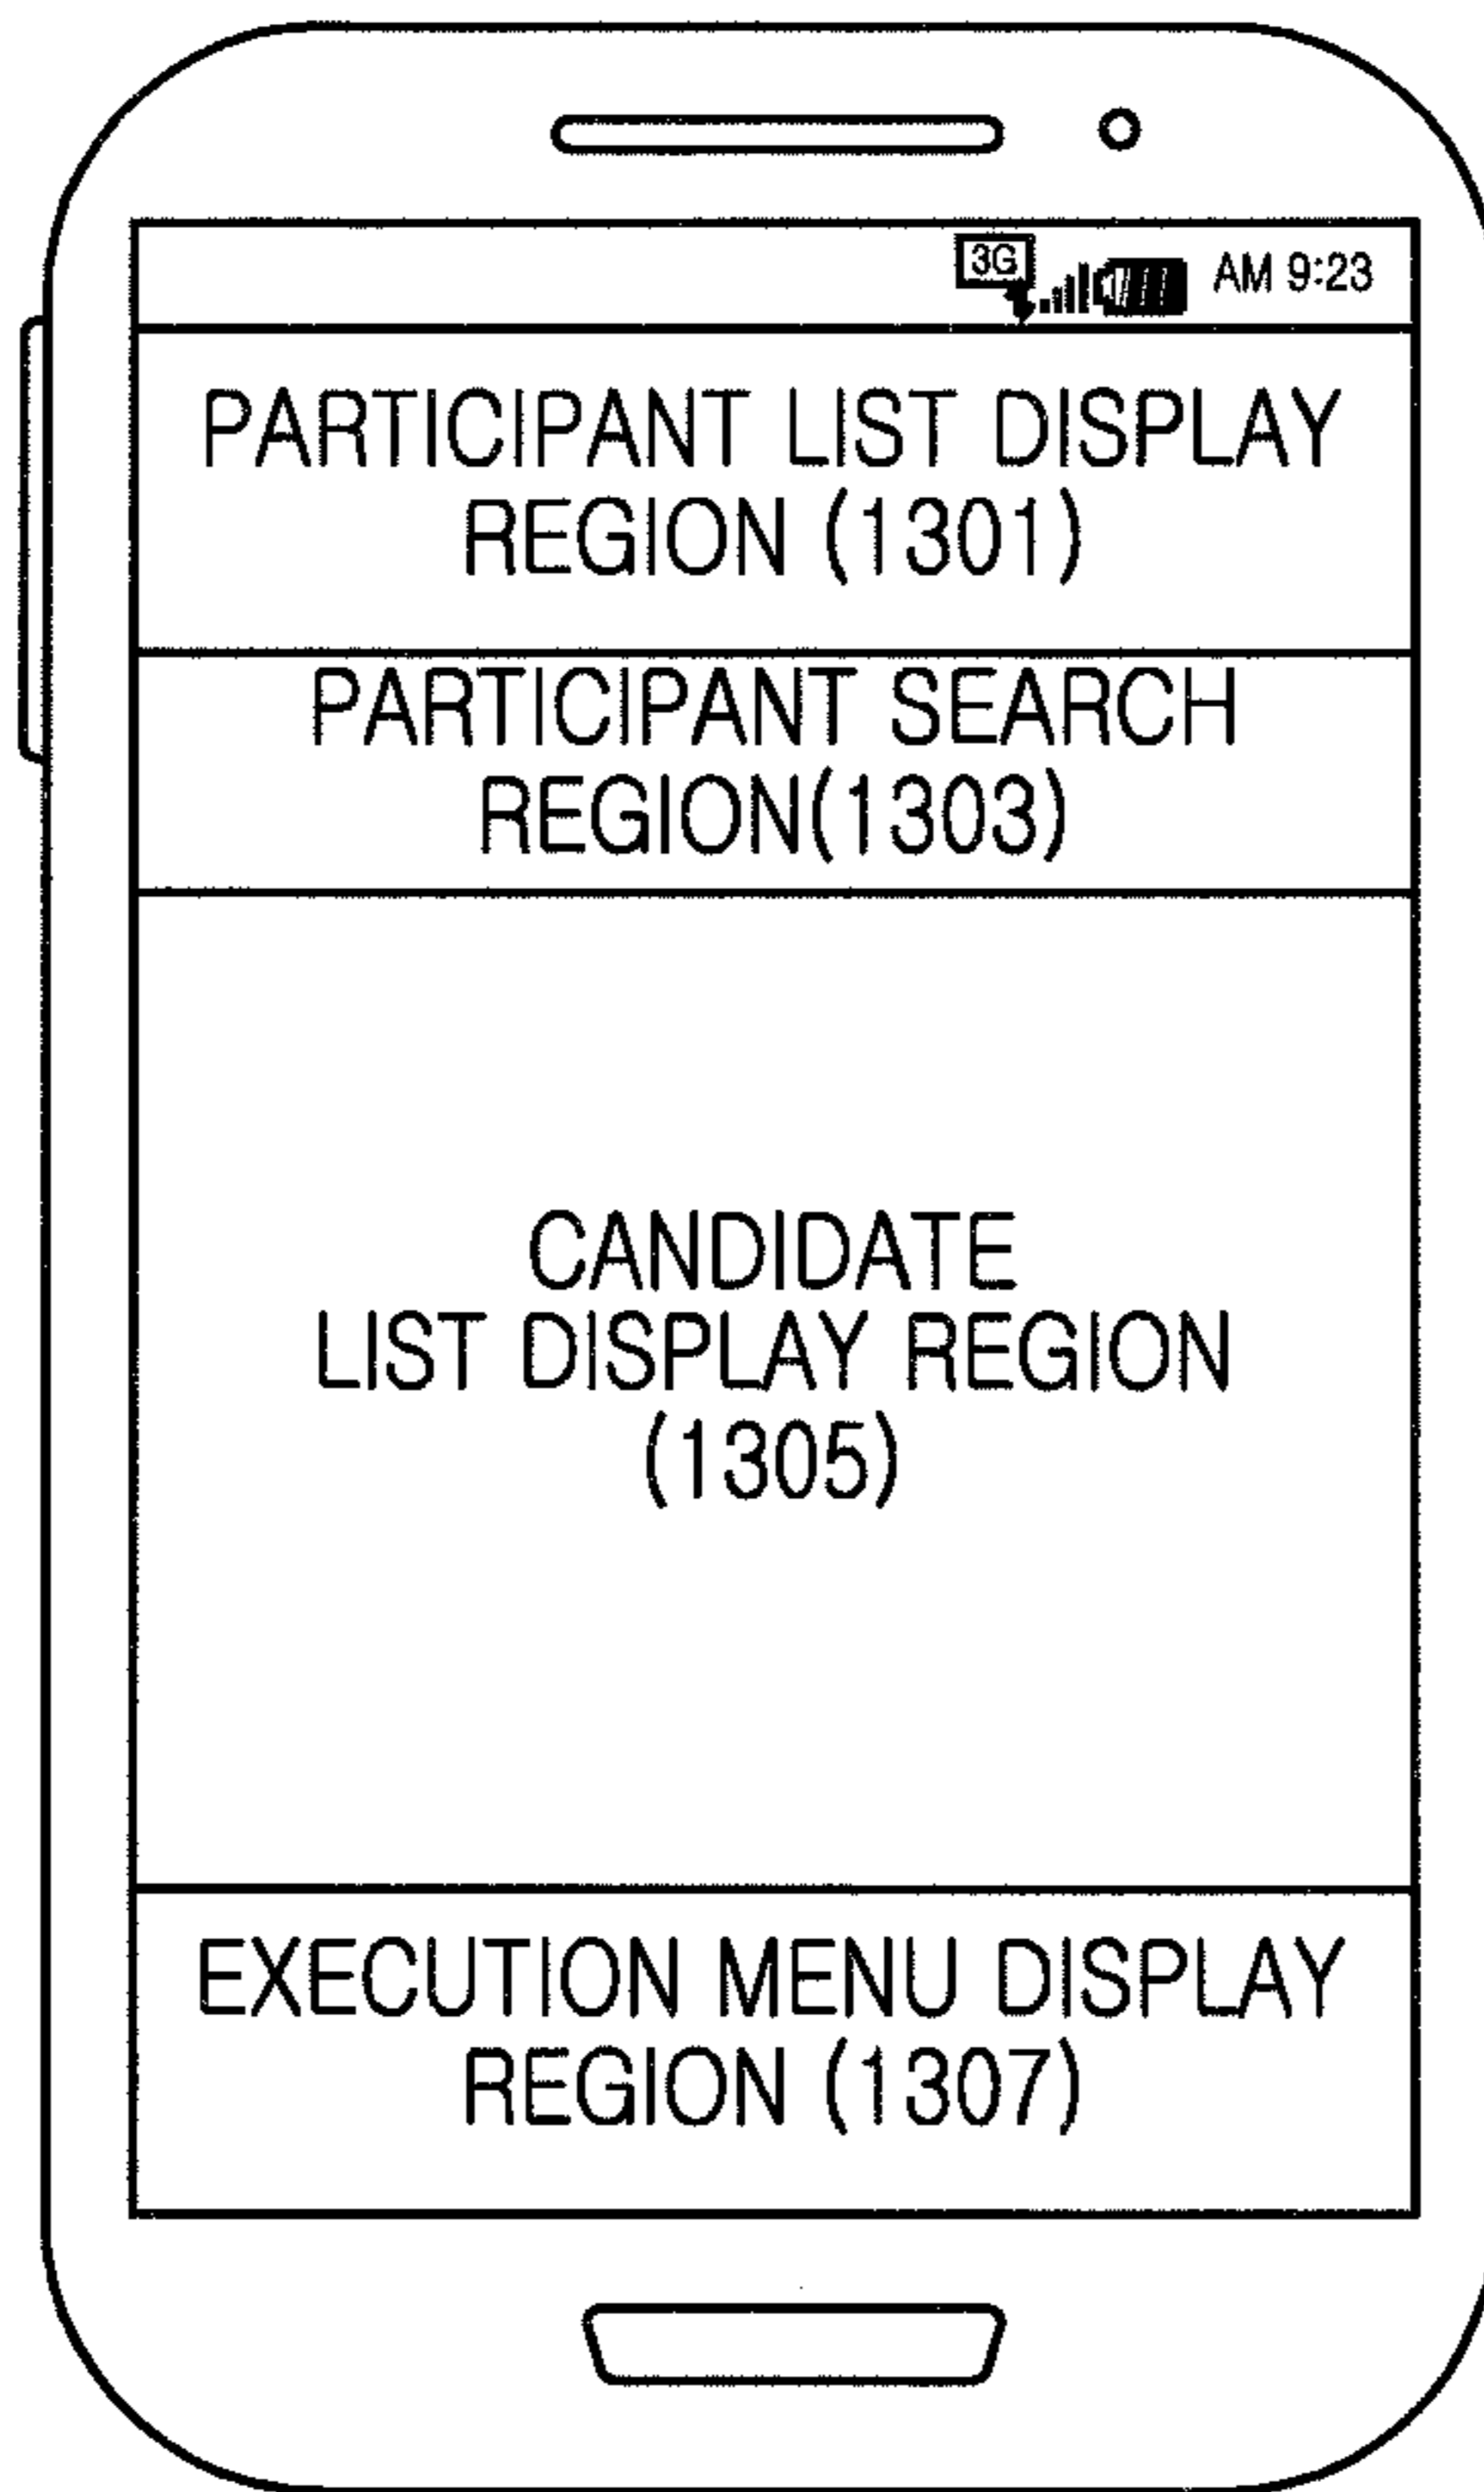 3G AM 9:23
PARTICIPANT LIST DISPLAY
REGION (1301)
PARTICIPANT SEARCH
REGION(1303)
CANDIDATE
LIST DISPLAY REGION
(1305)
EXECUTION MENU DISPLAY
REGION (1307)